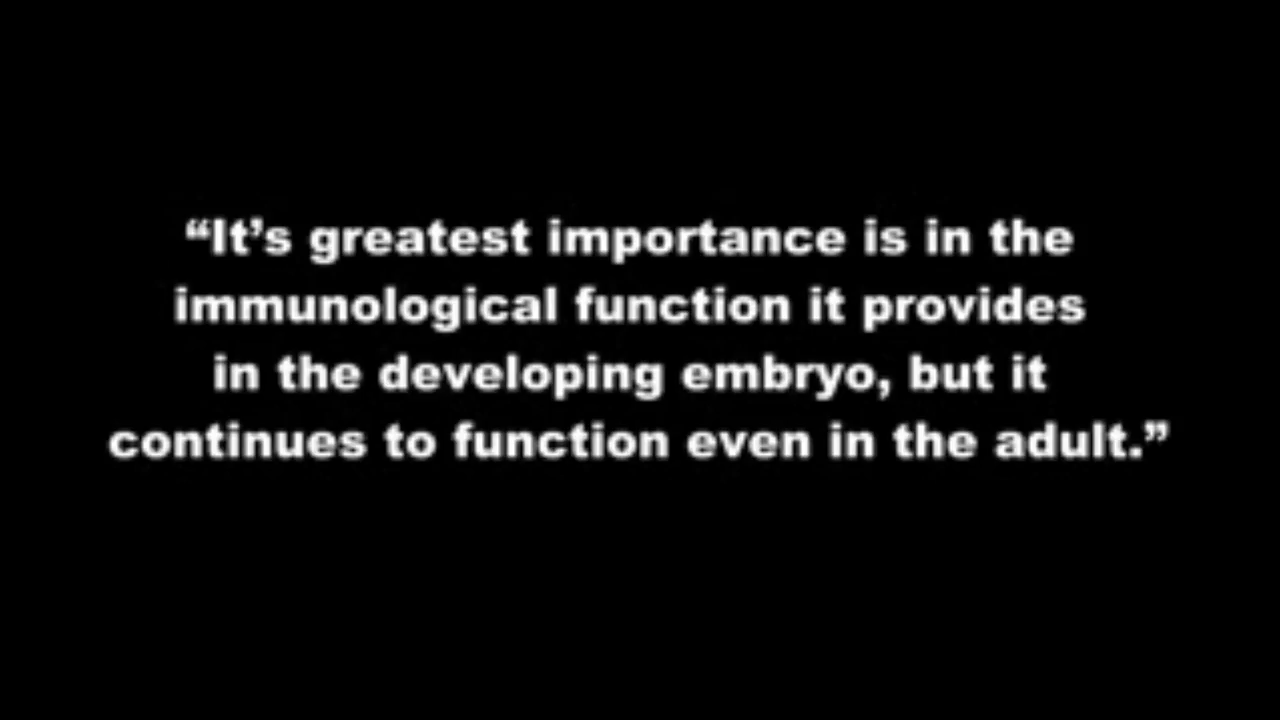 “It’s greatest importance is in the
immunological function it provides
in the developing embryo, but it
continues to function even in the adult.”